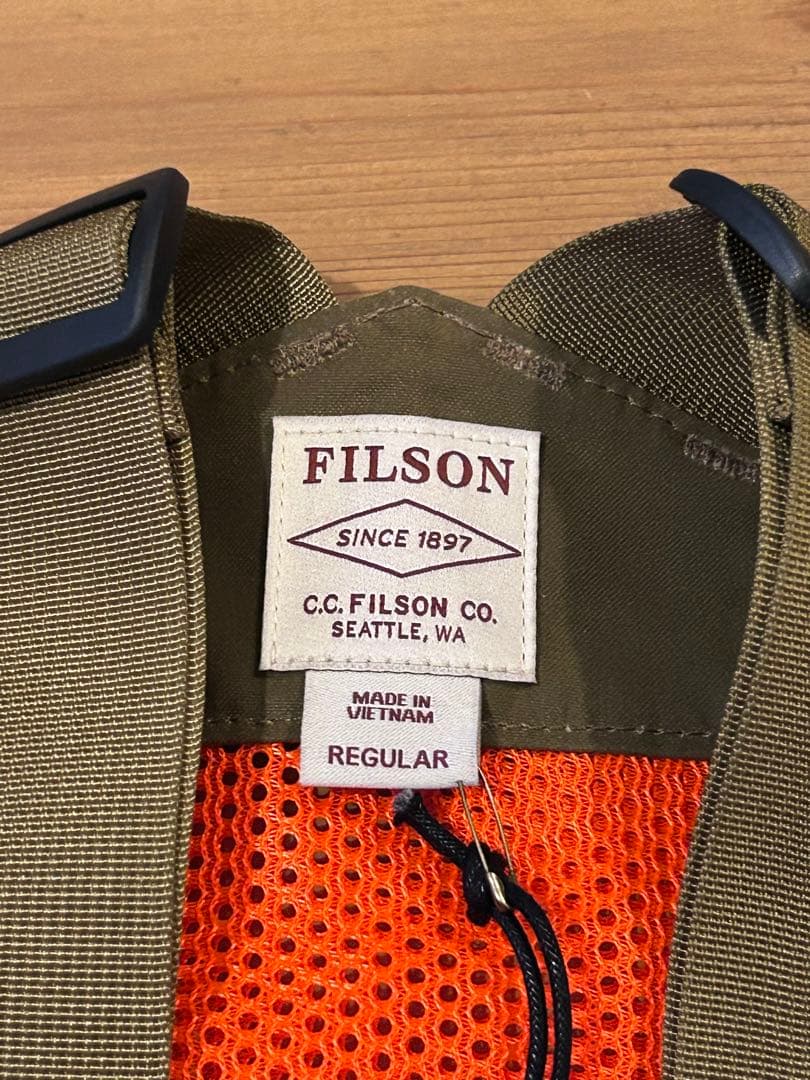 FILSON
SINCE 1897
C.C. FILSON CO.
SEATTLE, WA
MADE IN
VIETNAM
REGULAR